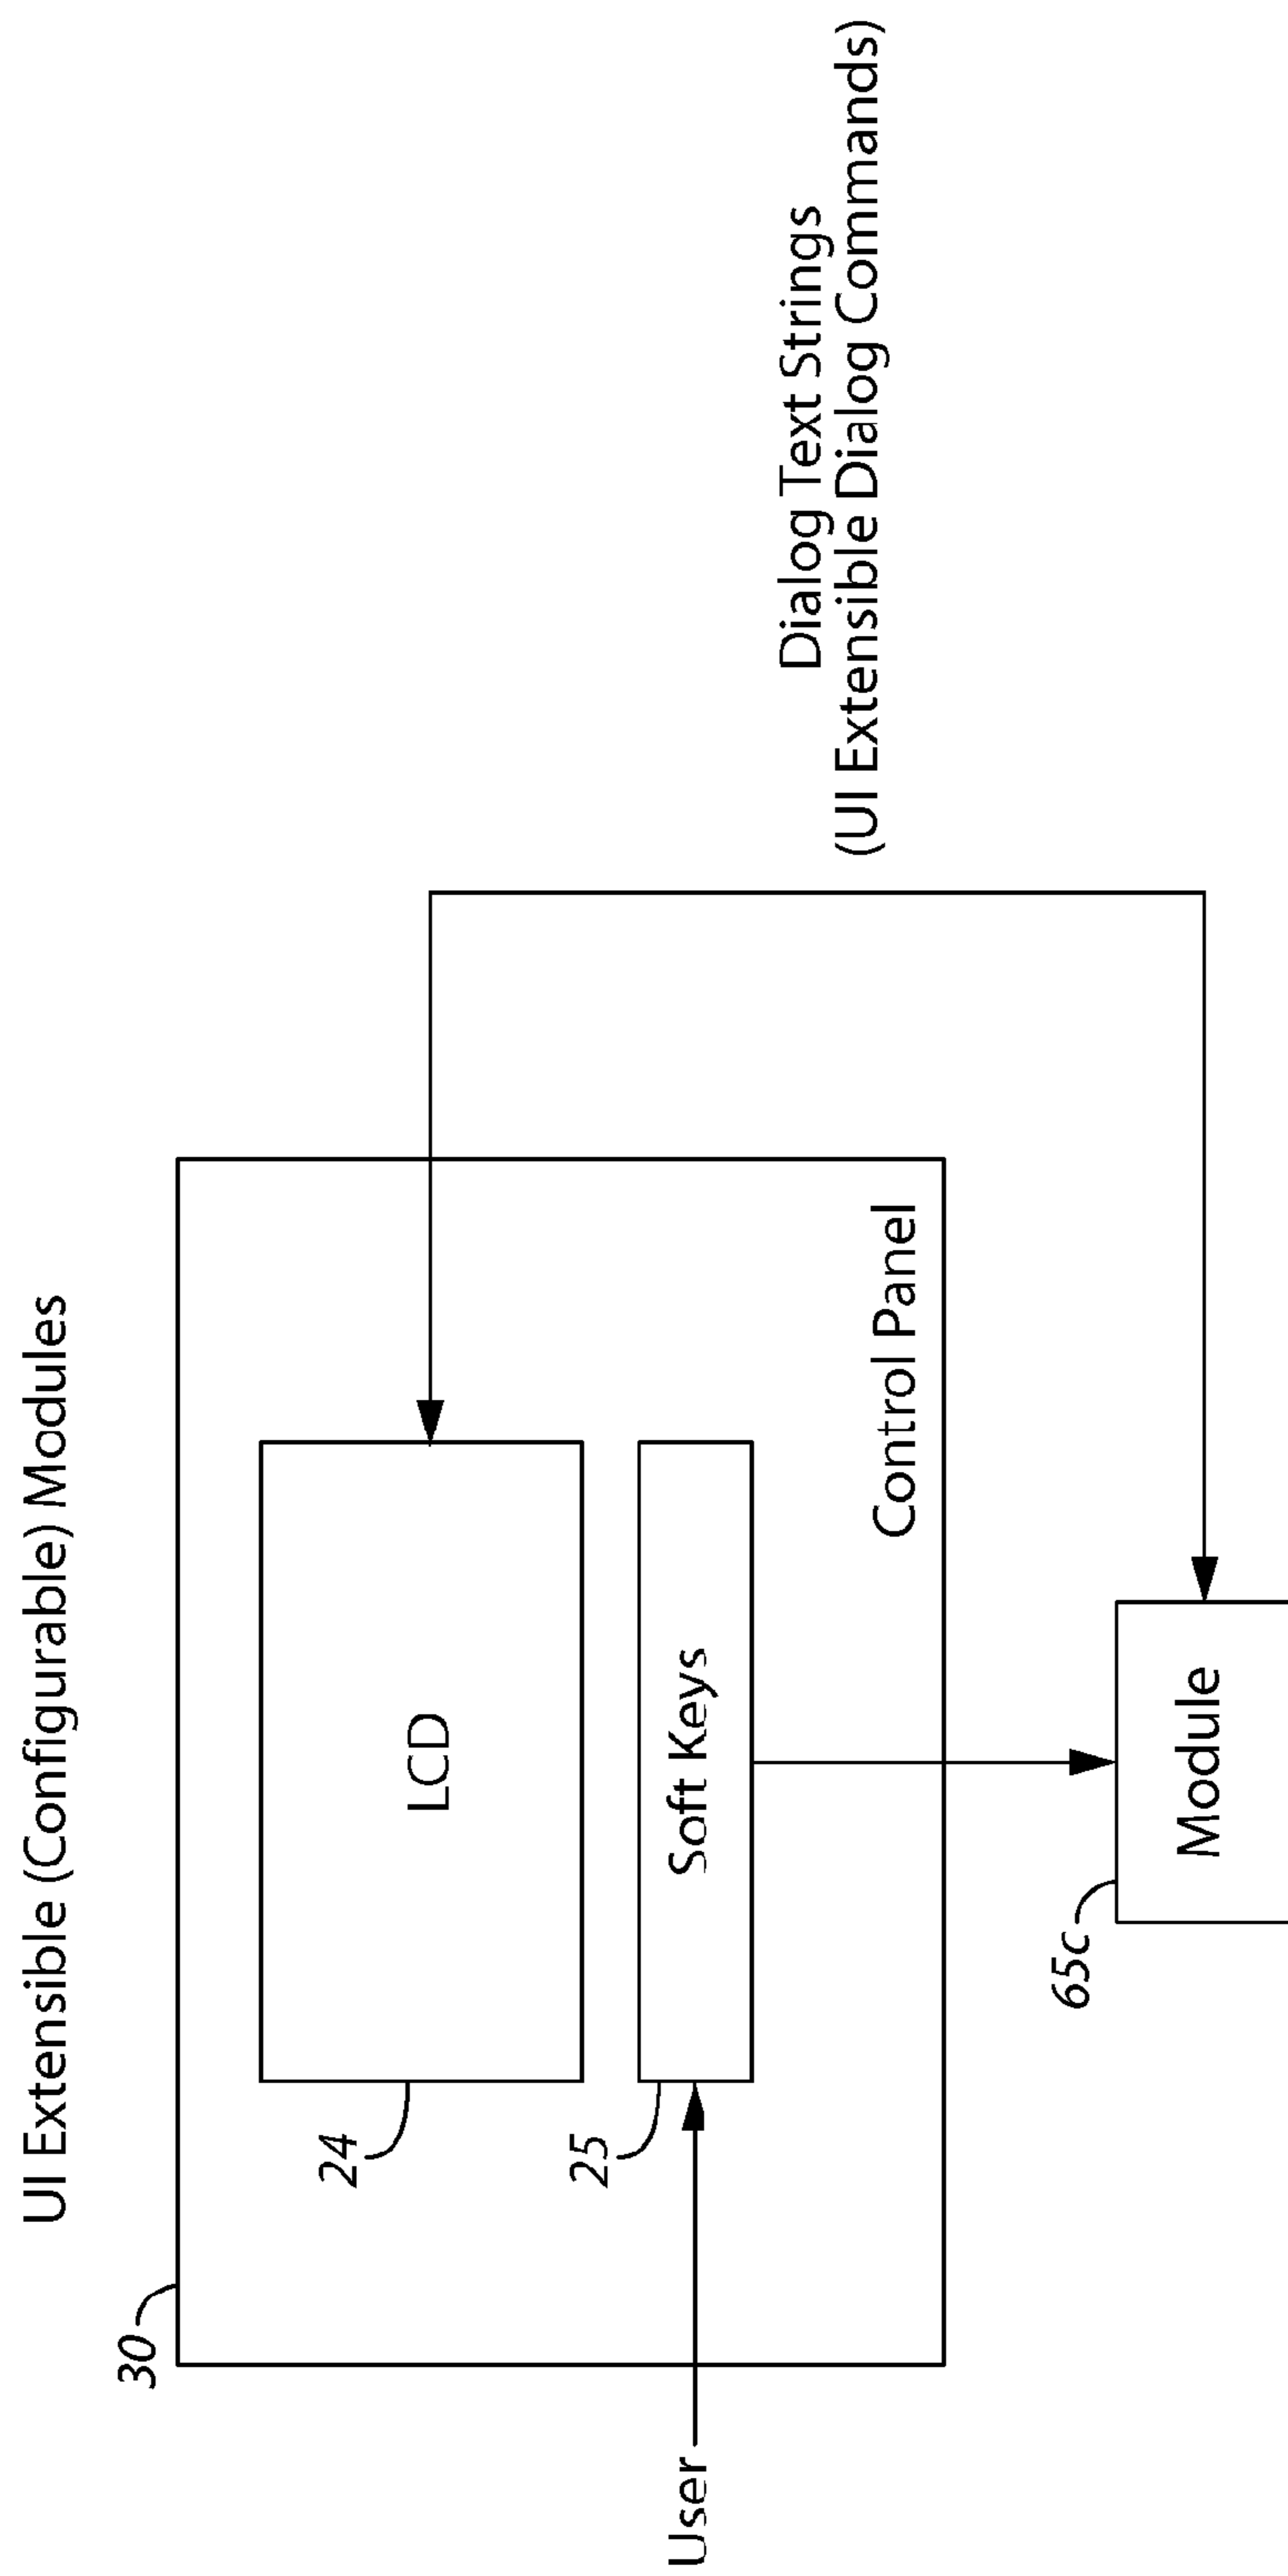 UI Extensible (Configurable) Modules
30
24
LCD
25
Soft Keys
User
Control Panel
Dialog Text Strings
(UI Extensible Dialog Commands)
65c
Module